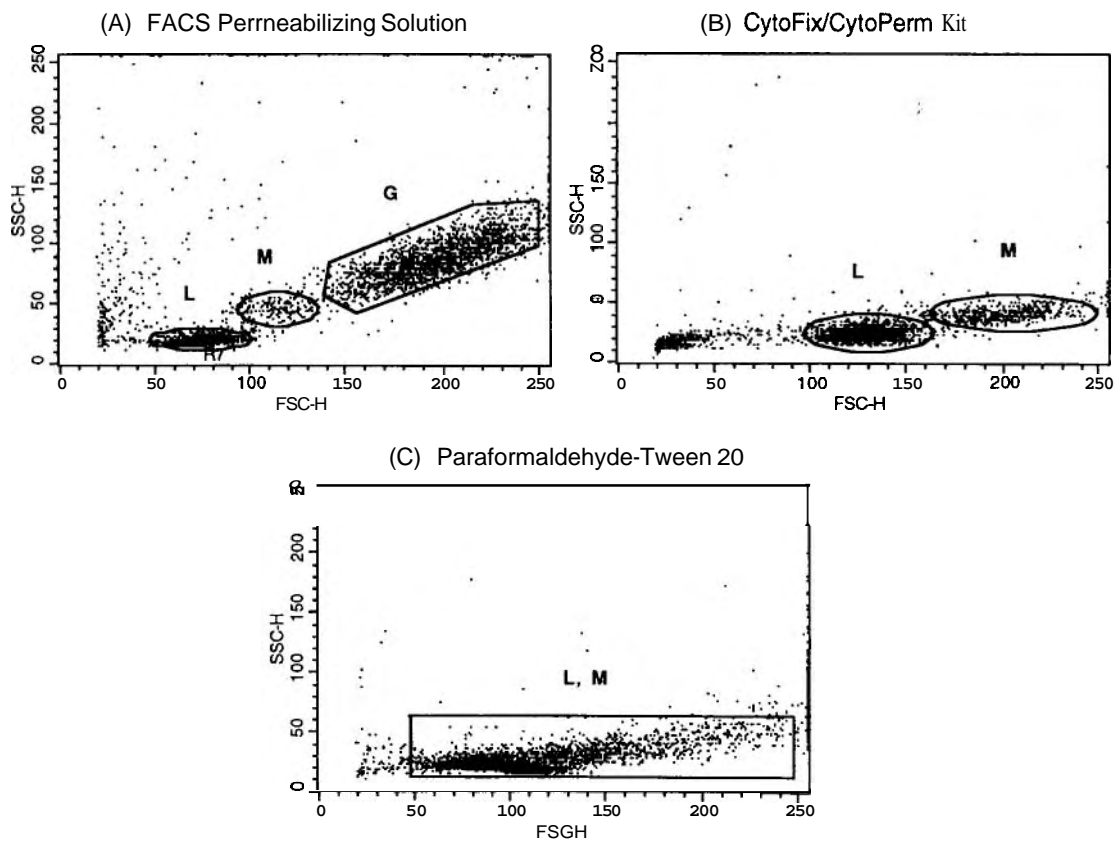 (A) FACS Perrneabilizing Solution
250
200
150
100
50
0
SSC-H
G
M
L
R7
0 50 100 150 200 250
FSC-H
(B) CytoFix/CytoPerm Kit
200
150
100
9
0
SSC-H
L
M
0 50 100 150 200 250
FSC-H
(C) Paraformaldehyde-Tween 20
200
150
100
50
0
SSC-H
L, M
0 50 100 150 200 250
FSGH